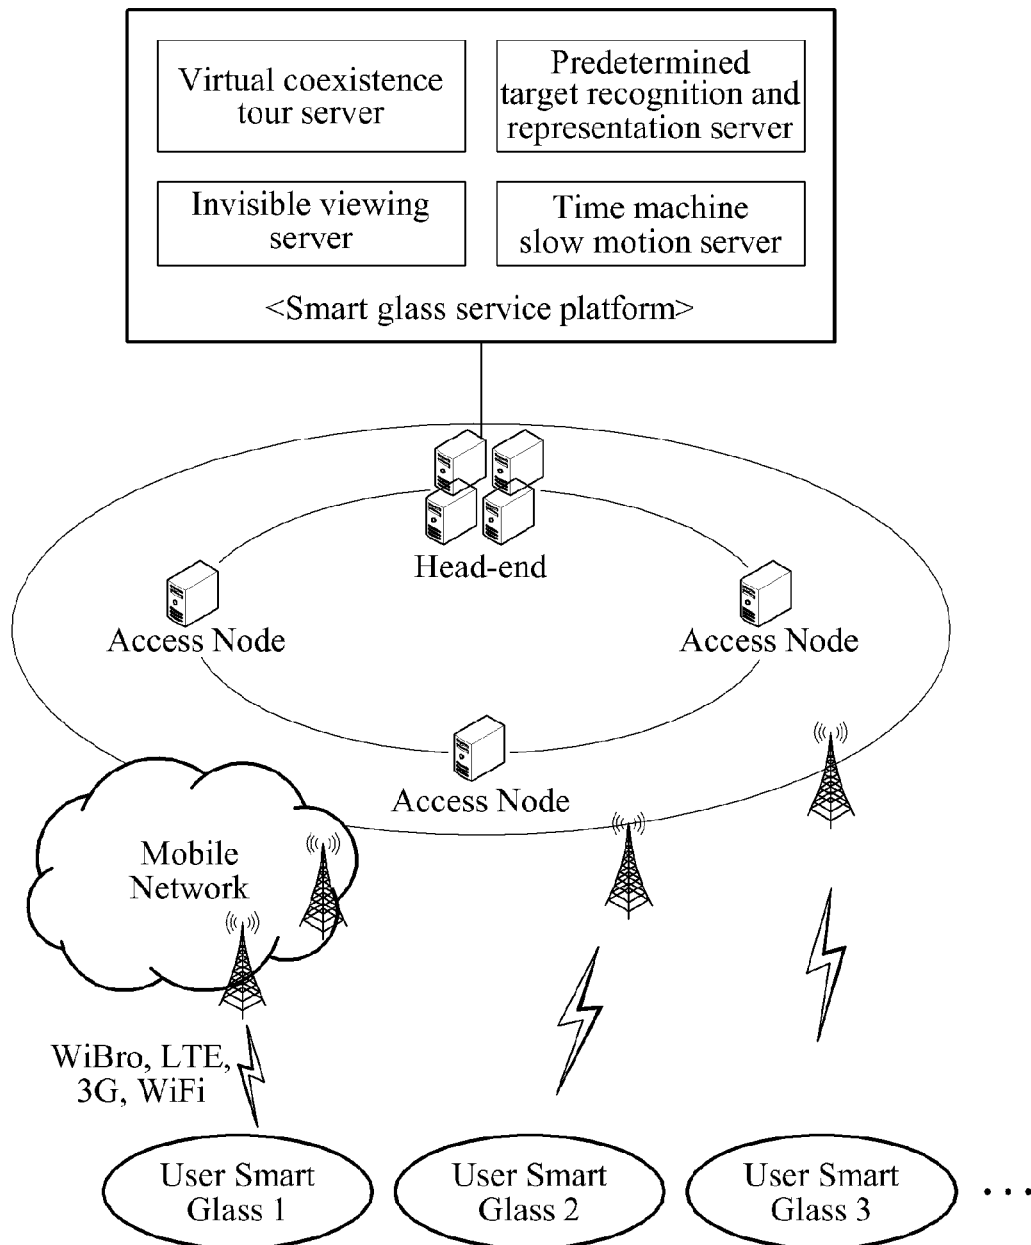 Virtual coexistence
tour server
Predetermined
target recognition and
representation server
Invisible viewing
server
Time machine
slow motion server
<Smart glass service platform>
Head-end
Access Node
Access Node
Access Node
Mobile
Network
WiBro, LTE,
3G, WiFi
User Smart
Glass 1
User Smart
Glass 2
User Smart
Glass 3
...